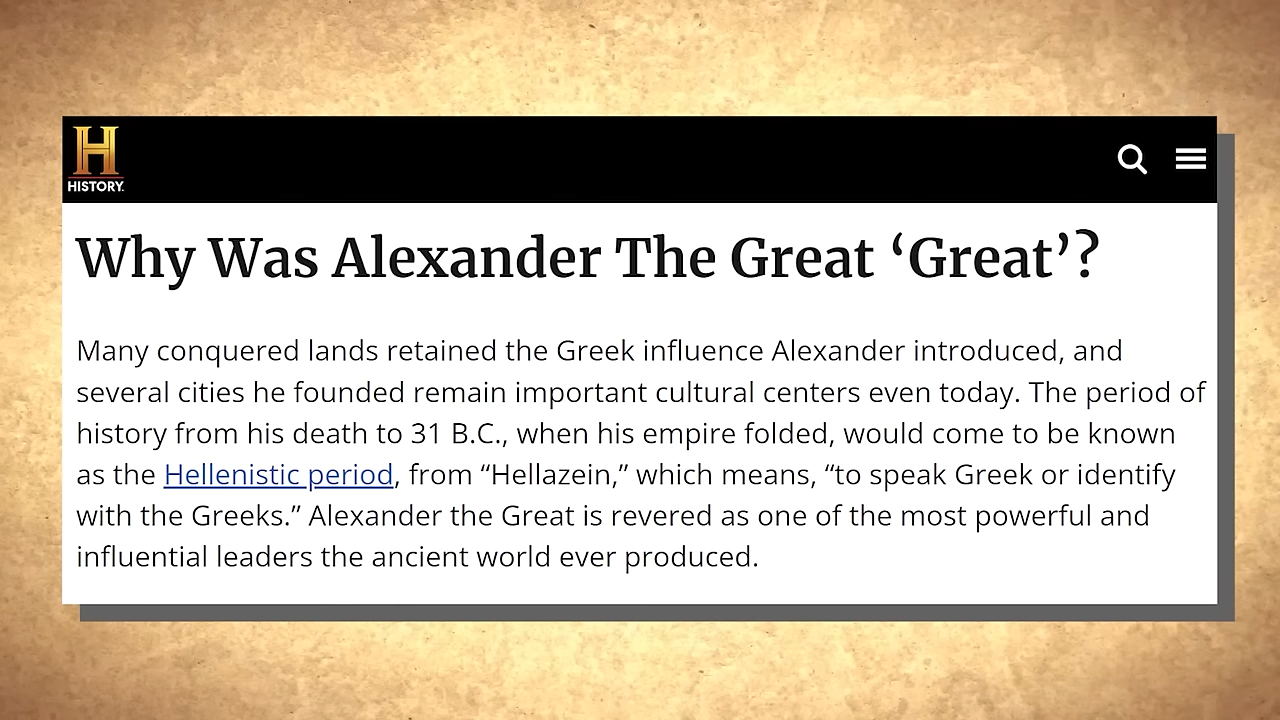 H
HISTORY.
Why Was Alexander The Great ‘Great’?
Many conquered lands retained the Greek influence Alexander introduced, and
several cities he founded remain important cultural centers even today. The period of
history from his death to 31 B.C., when his empire folded, would come to be known
as the Hellenistic period, from “Hellazein,” which means, “to speak Greek or identify
with the Greeks.” Alexander the Great is revered as one of the most powerful and
influential leaders the ancient world ever produced.